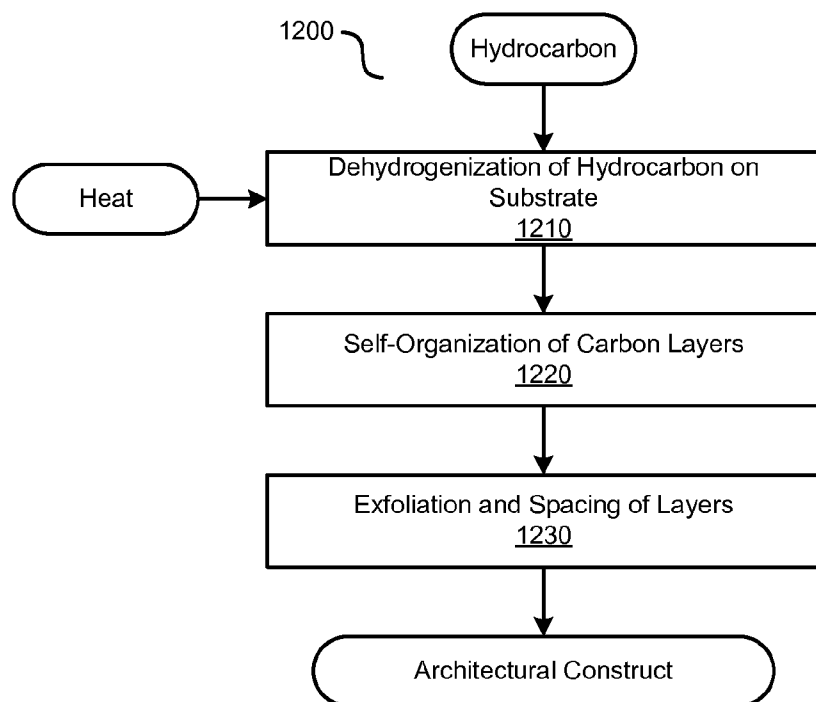 1200
Hydrocarbon
Dehydrogenization of Hydrocarbon on
Substrate
1210
Heat
Self-Organization of Carbon Layers
1220
Exfoliation and Spacing of Layers
1230
Architectural Construct